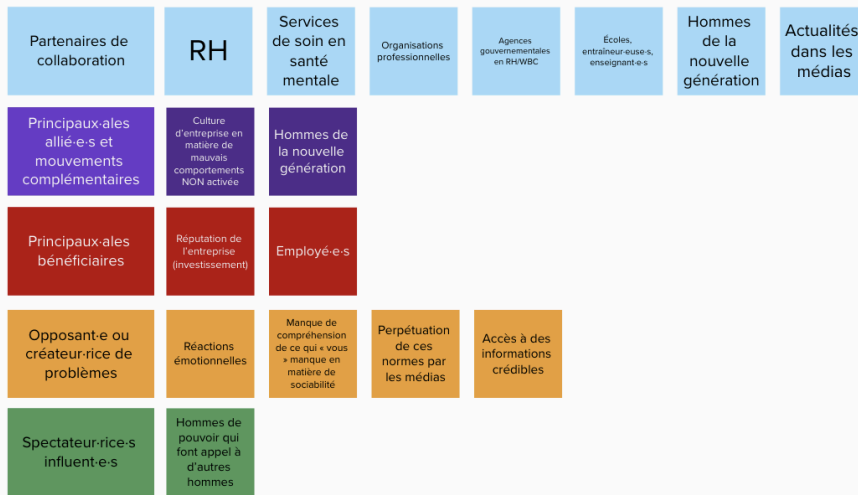 Partenaires de
collaboration
RH
Services
de soin en
santé
mentale
Organisations
professionnelles
Agences
gouvernementales
en RH/WBC
Écoles,
entraîneur·euse·s,
enseignant·e·s
Hommes
de la
nouvelle
génération
Actualités
dans les
médias
Principaux·ales
allié·e·s et
mouvements
complémentaires
Culture
d'entreprise en
matière de
mauvais
comportements
NON activée
Hommes de
la nouvelle
génération
Principaux·ales
bénéficiaires
Réputation de
l'entreprise
(investissement)
Employé·e·s
Opposant·e ou
créateur·rice de
problèmes
Réactions
émotionnelles
Manque de
compréhension
de ce qui « vous
» manque en
matière de
sociabilité
Perpétuation
de ces
normes par
les médias
Accès à des
informations
crédibles
Spectateur·rice·s
influent·e·s
Hommes de
pouvoir qui
font appel à
d'autres
hommes